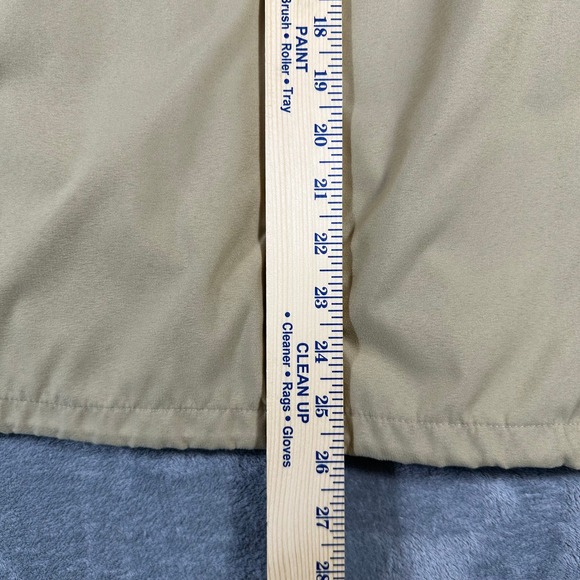 PAINT
Brush • Roller • Tray
CLEAN UP
• Cleaner • Rags • Gloves
18
19
20
21
22
23
24
25
26
27
28